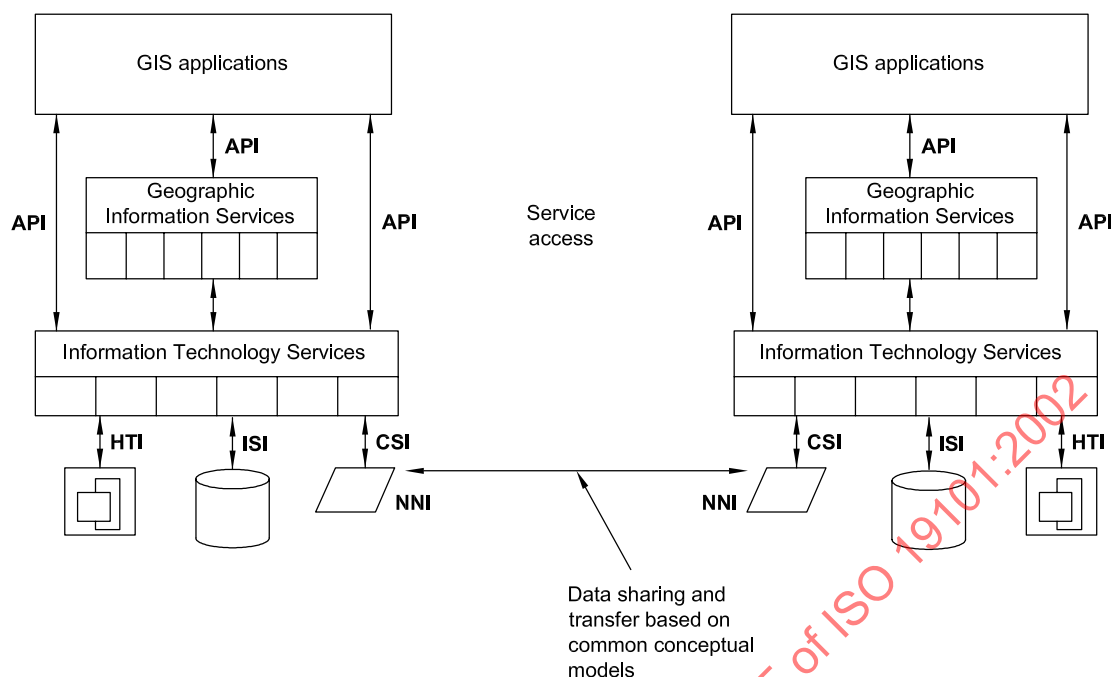 GIS applications
GIS applications
API
API
Geographic
Information Services
Geographic
Information Services
API
API
Service
access
API
API
Information Technology Services
Information Technology Services
HTI
ISI
CSI
CSI
ISI
HTI
NNI
NNI
Data sharing and
transfer based on
common conceptual
models
of ISO 19101:2002